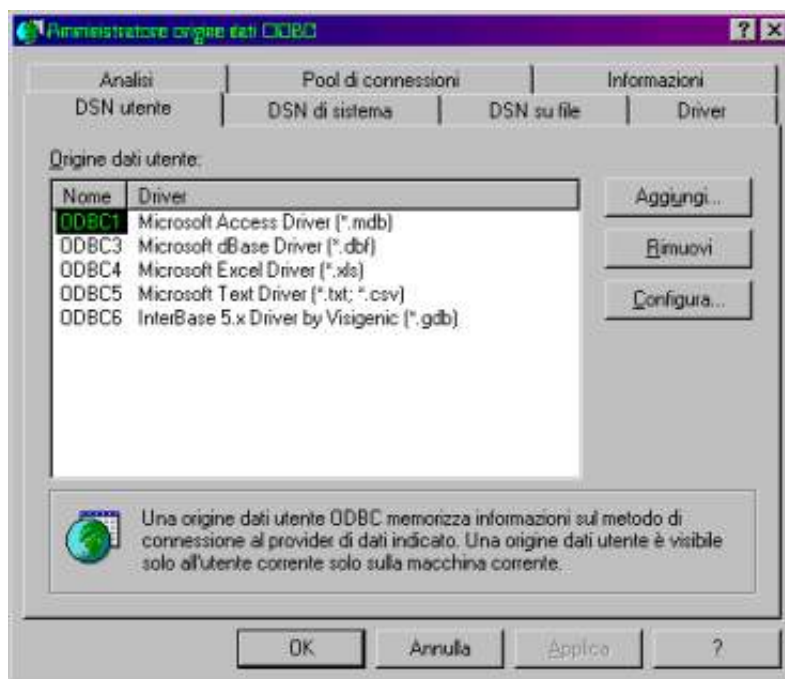 Amministratore origine dati ODBC
Analisi
Pool di connessioni
Informazioni
DSN utente
DSN di sistema
DSN su file
Driver
Origine dati utente:
Nome Driver
ODBC1 Microsoft Access Driver (*.mdb)
ODBC3 Microsoft dBase Driver (*.dbf)
ODBC4 Microsoft Excel Driver (*.xls)
ODBC5 Microsoft Text Driver (*.txt; *.csv)
ODBC6 InterBase 5.x Driver by Visigenic (*.gdb)
Aggiungi...
Rimuovi
Configura...
Una origine dati utente ODBC memorizza informazioni sul metodo di
connessione al provider di dati indicato. Una origine dati utente è visibile
solo all'utente corrente solo sulla macchina corrente.
OK
Annulla
Applica
?